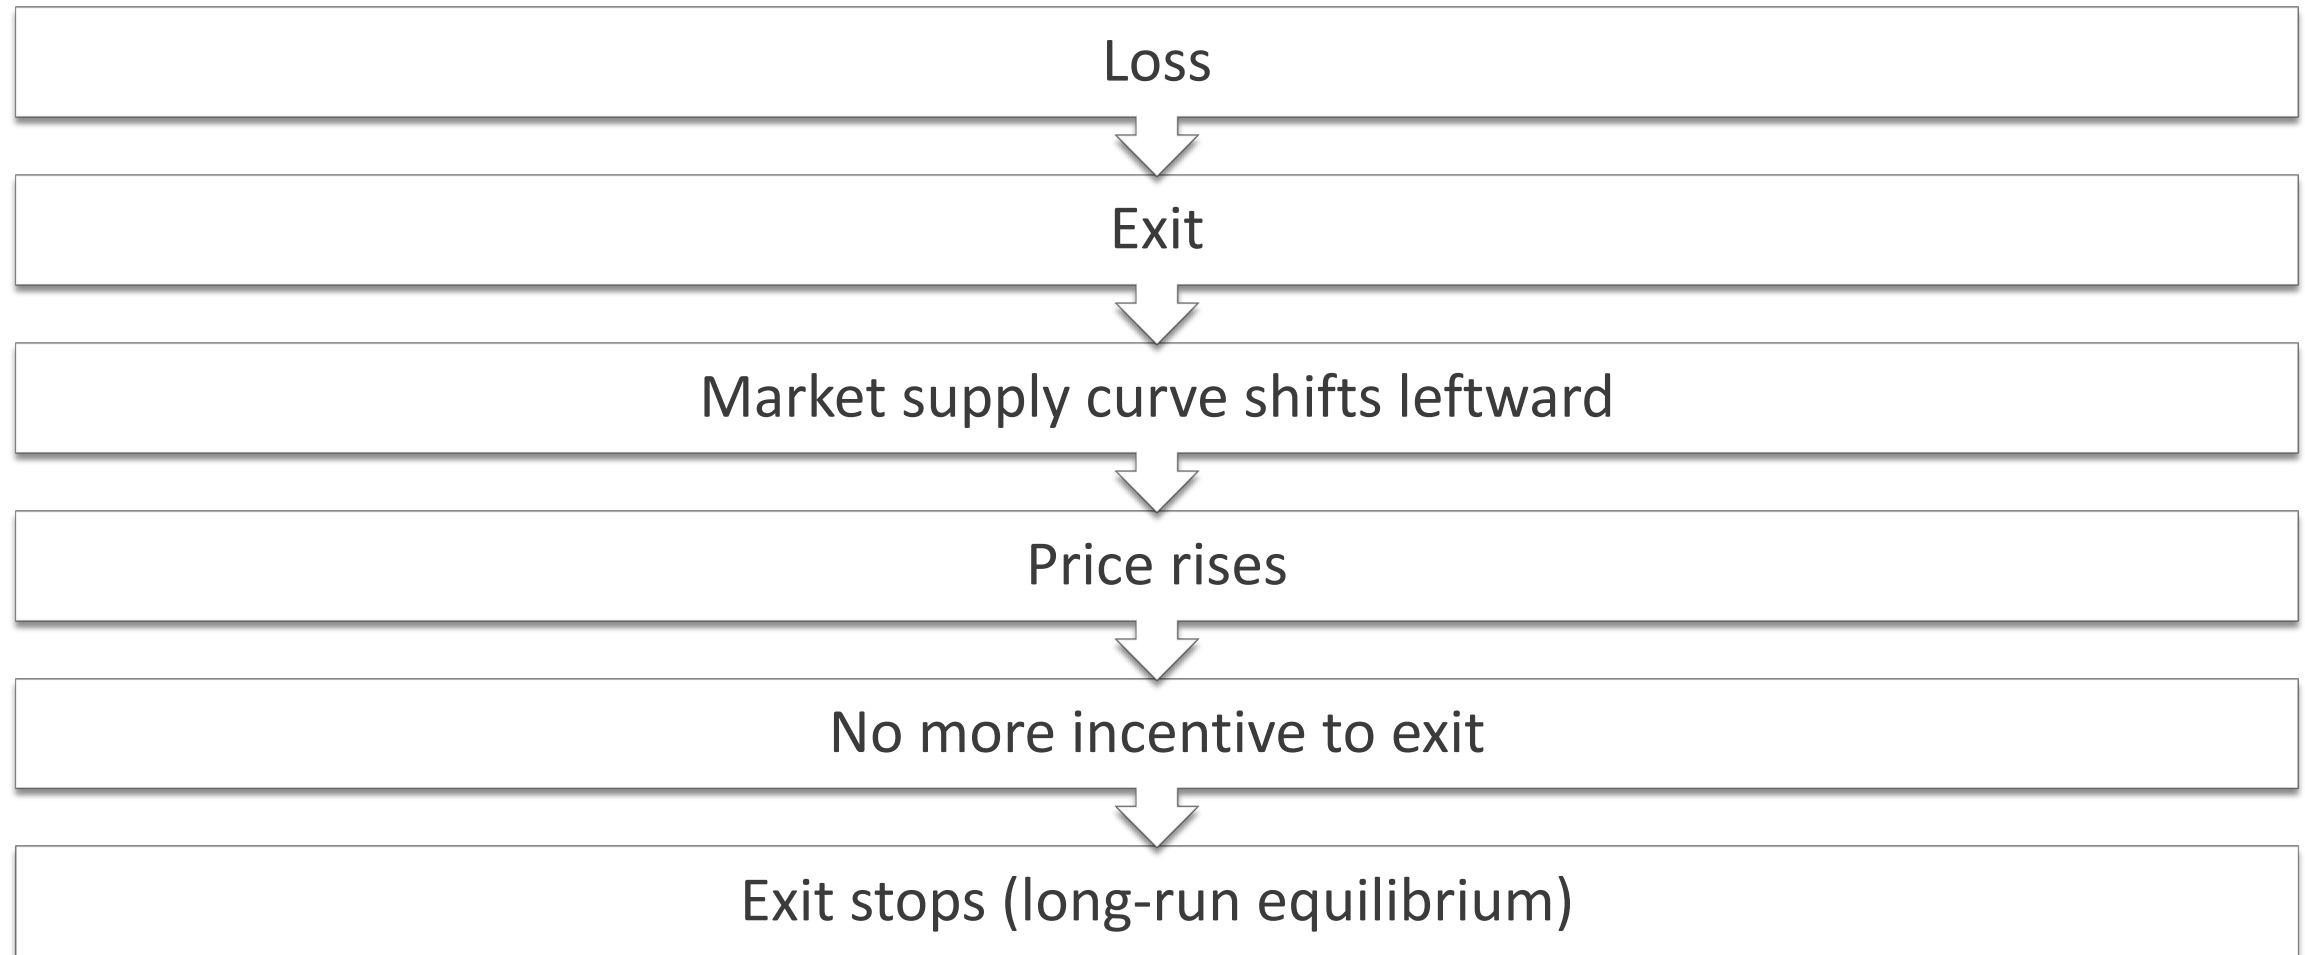 Loss
Exit
Market supply curve shifts leftward
Price rises
No more incentive to exit
Exit stops (long-run equilibrium)